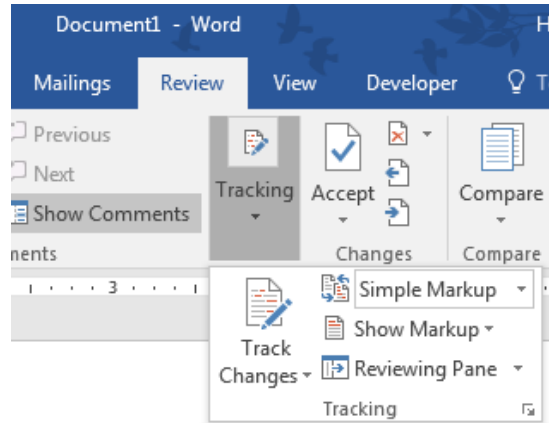 Document1 - Word
Mailings Review View Developer
Previous
Next
Show Comments
Tracking
Accept
Compare
Changes Compare
3
Simple Markup
Show Markup
Reviewing Pane
Track
Changes
Tracking